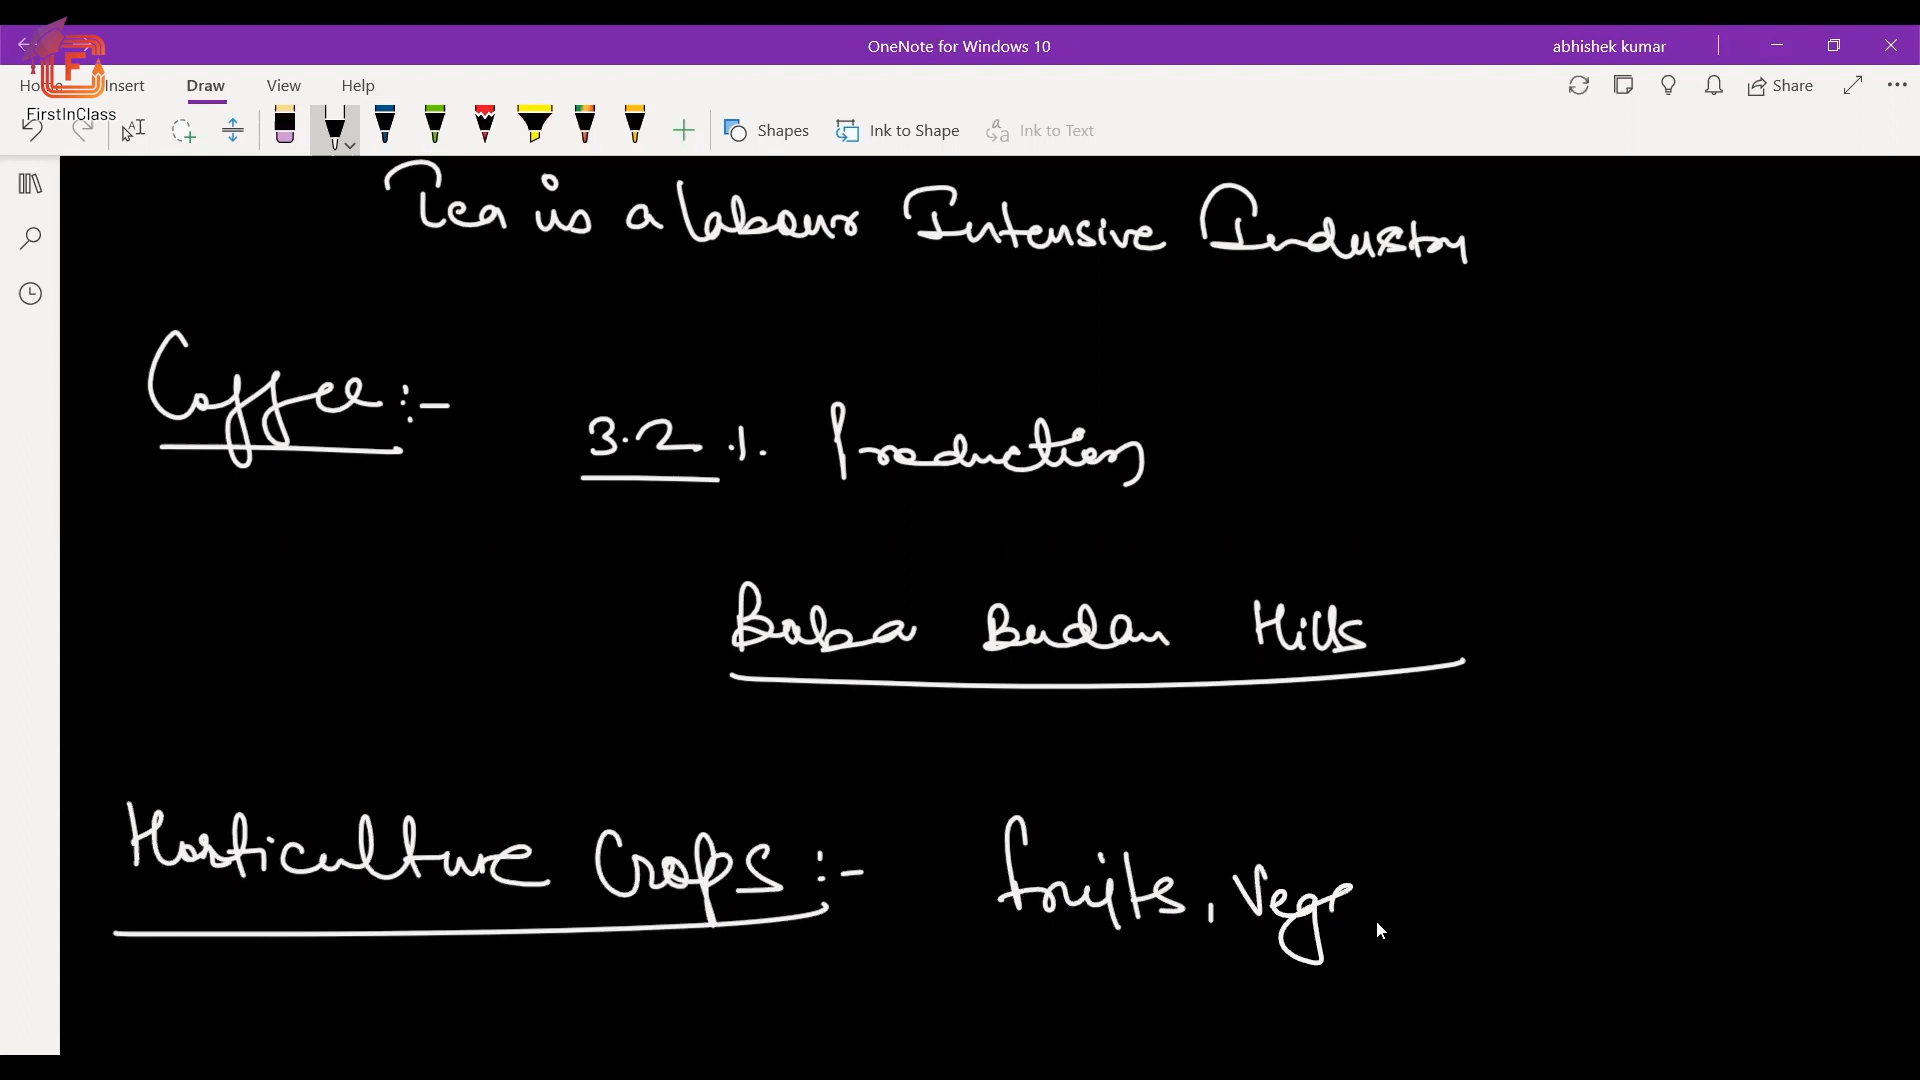 OneNote for Windows 10
abhishek kumar
Insert Draw View Help
Share
FirstInClass
Shapes Ink to Shape Ink to Text
Tea is a labour Intensive Industry
Coffee :-
3.2 % Production
Baba Budan Hills
Horticulture Crops :- fruits, Vege